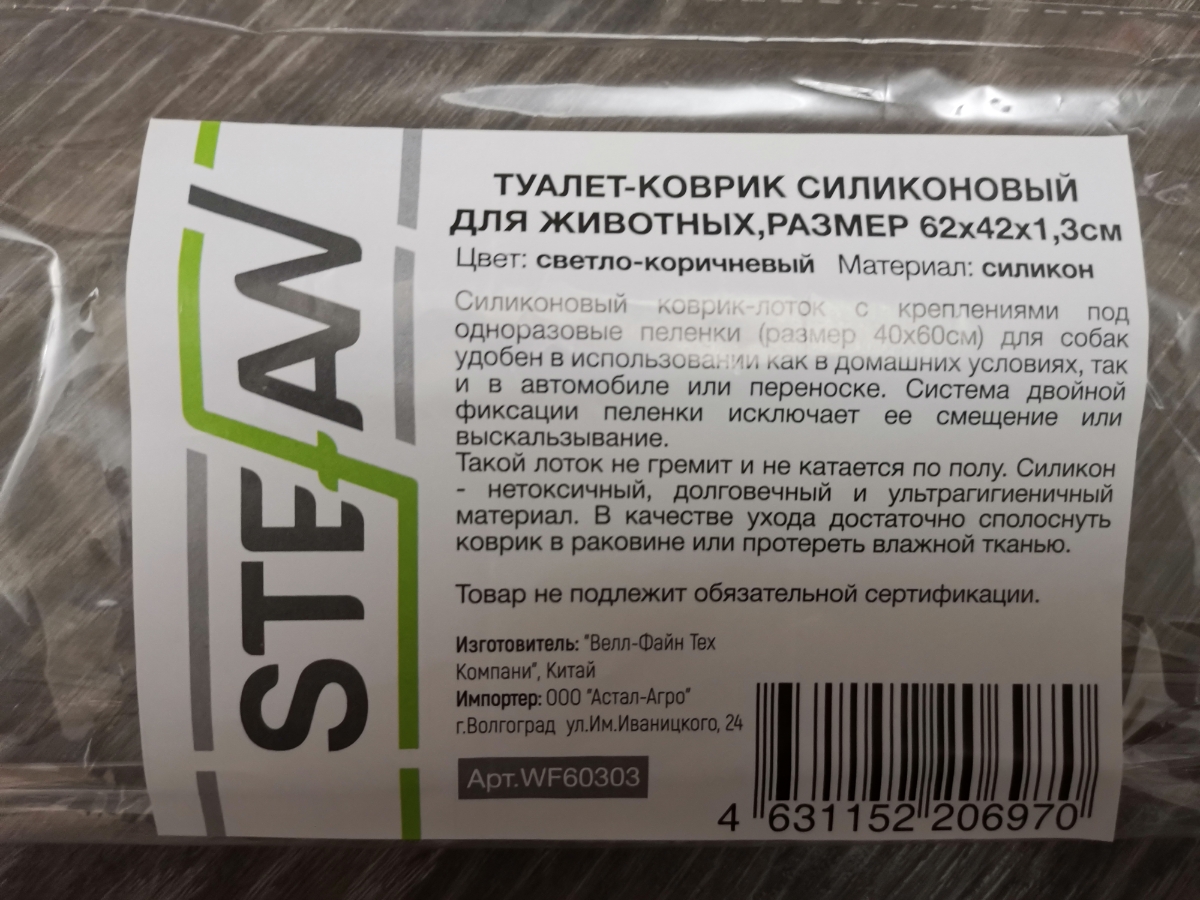 STEFAN
ТУАЛЕТ-КОВРИК СИЛИКОНОВЫЙ
ДЛЯ ЖИВОТНЫХ,РАЗМЕР 62х42х1,3см
Цвет: светло-коричневый Материал: силикон
Силиконовый коврик-лоток с креплениями под
одноразовые пеленки (размер 40х60см) для собак
удобен в использовании как в домашних условиях, так
и в автомобиле или переноске. Система двойной
фиксации пеленки исключает ее смещение или
выскальзывание.
Такой лоток не гремит и не катается по полу. Силикон
- нетоксичный, долговечный и ультрагигиеничный
материал. В качестве ухода достаточно сполоснуть
коврик в раковине или протереть влажной тканью.
Товар не подлежит обязательной сертификации.
Изготовитель: "Велл-Файн Тех
Компани", Китай
Импортер: ООО "Астал-Агро"
г.Волгоград ул.Им.Иваницкого, 24
Арт.WF60303
4 631152 206970